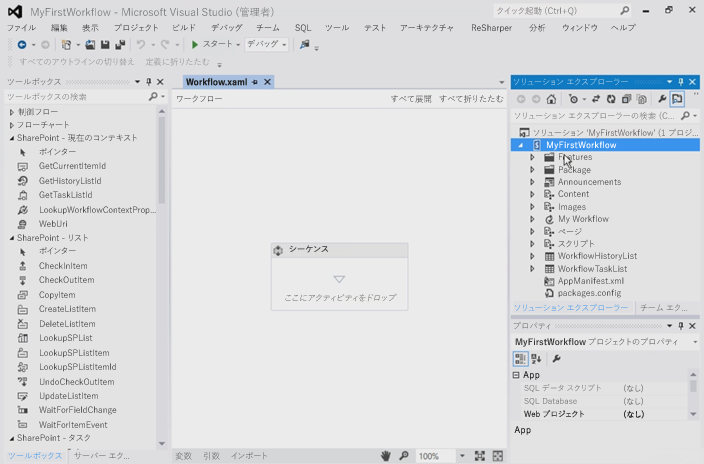 MyFirstWorkflow - Microsoft Visual Studio (管理者)
クイック起動 (Ctrl+Q)
ファイル 編集 表示 プロジェクト ビルド デバッグ チーム SQL ツール テスト アーキテクチャ ReSharper 分析 ウィンドウ ヘルプ
スタート デバッグ
すべてのアウトラインの切り替え 定義に折りたたむ
ツールボックス
ツールボックスの検索
制御フロー
フローチャート
SharePoint - 現在のコンテキスト
ポインター
GetCurrentItemId
GetHistoryListId
GetTaskListId
LookupWorkflowContextProp...
WebUri
SharePoint - リスト
ポインター
CheckInItem
CheckOutItem
CopyItem
CreateListItem
DeleteListItem
LookupSPList
LookupSPListItem
LookupSPListItemId
UndoCheckOutItem
UpdateListItem
WaitForFieldChange
WaitForItemEvent
SharePoint - タスク
ツールボックス サーバー エク...
Workflow.xaml
ワークフロー すべて展開 すべて折りたたむ
シーケンス
ここにアクティビティをドロップ
変数 引数 インポート 100%
ソリューション エクスプローラー
ソリューション エクスプローラーの検索 (C...
ソリューション 'MyFirstWorkflow' (1 プロジ...
MyFirstWorkflow
Features
Package
Announcements
Content
Images
My Workflow
ページ
スクリプト
WorkflowHistoryList
WorkflowTaskList
AppManifest.xml
packages.config
ソリューション エクスプローラー チーム エク...
プロパティ
MyFirstWorkflow プロジェクトのプロパティ
App
SQL データ スクリプト (なし)
SQL Database (なし)
Web プロジェクト (なし)
App